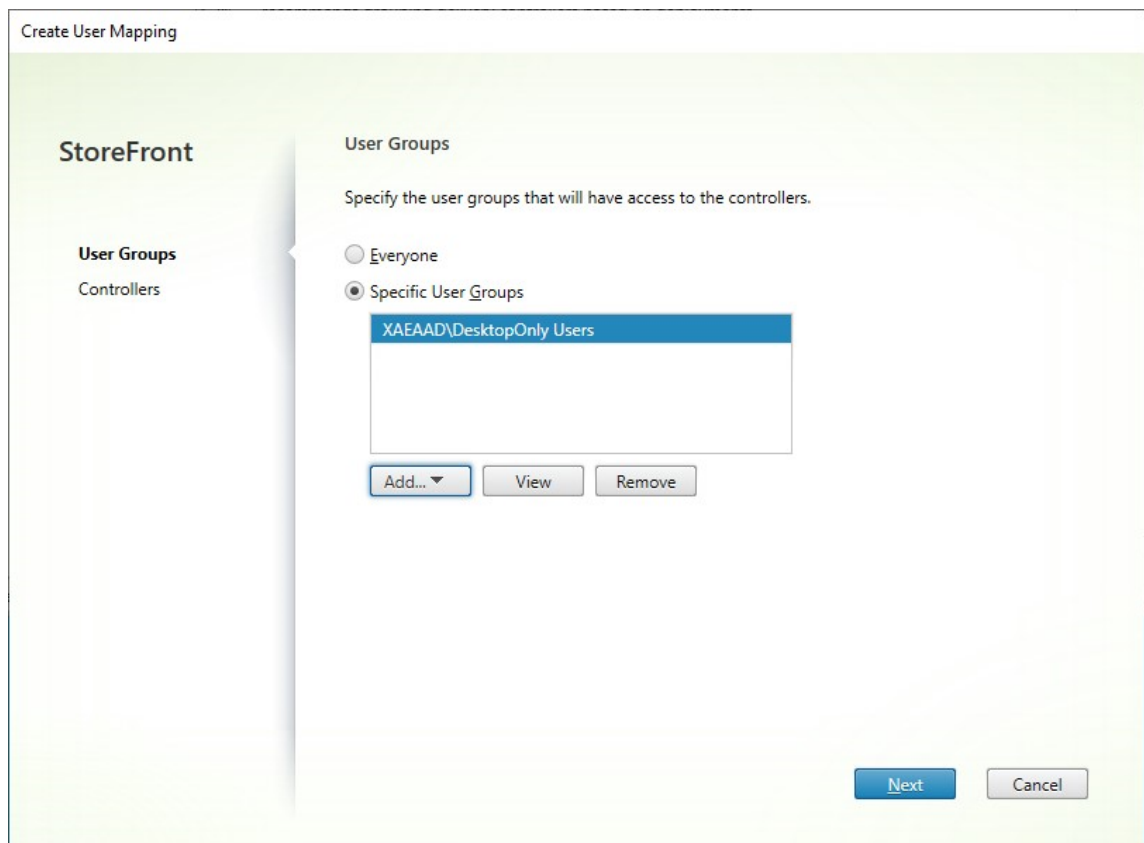 Create User Mapping
StoreFront
User Groups
Controllers
User Groups
Specify the user groups that will have access to the controllers.
Everyone
Specific User Groups
XAEAAD\DesktopOnly Users
Add...
View
Remove
Next
Cancel